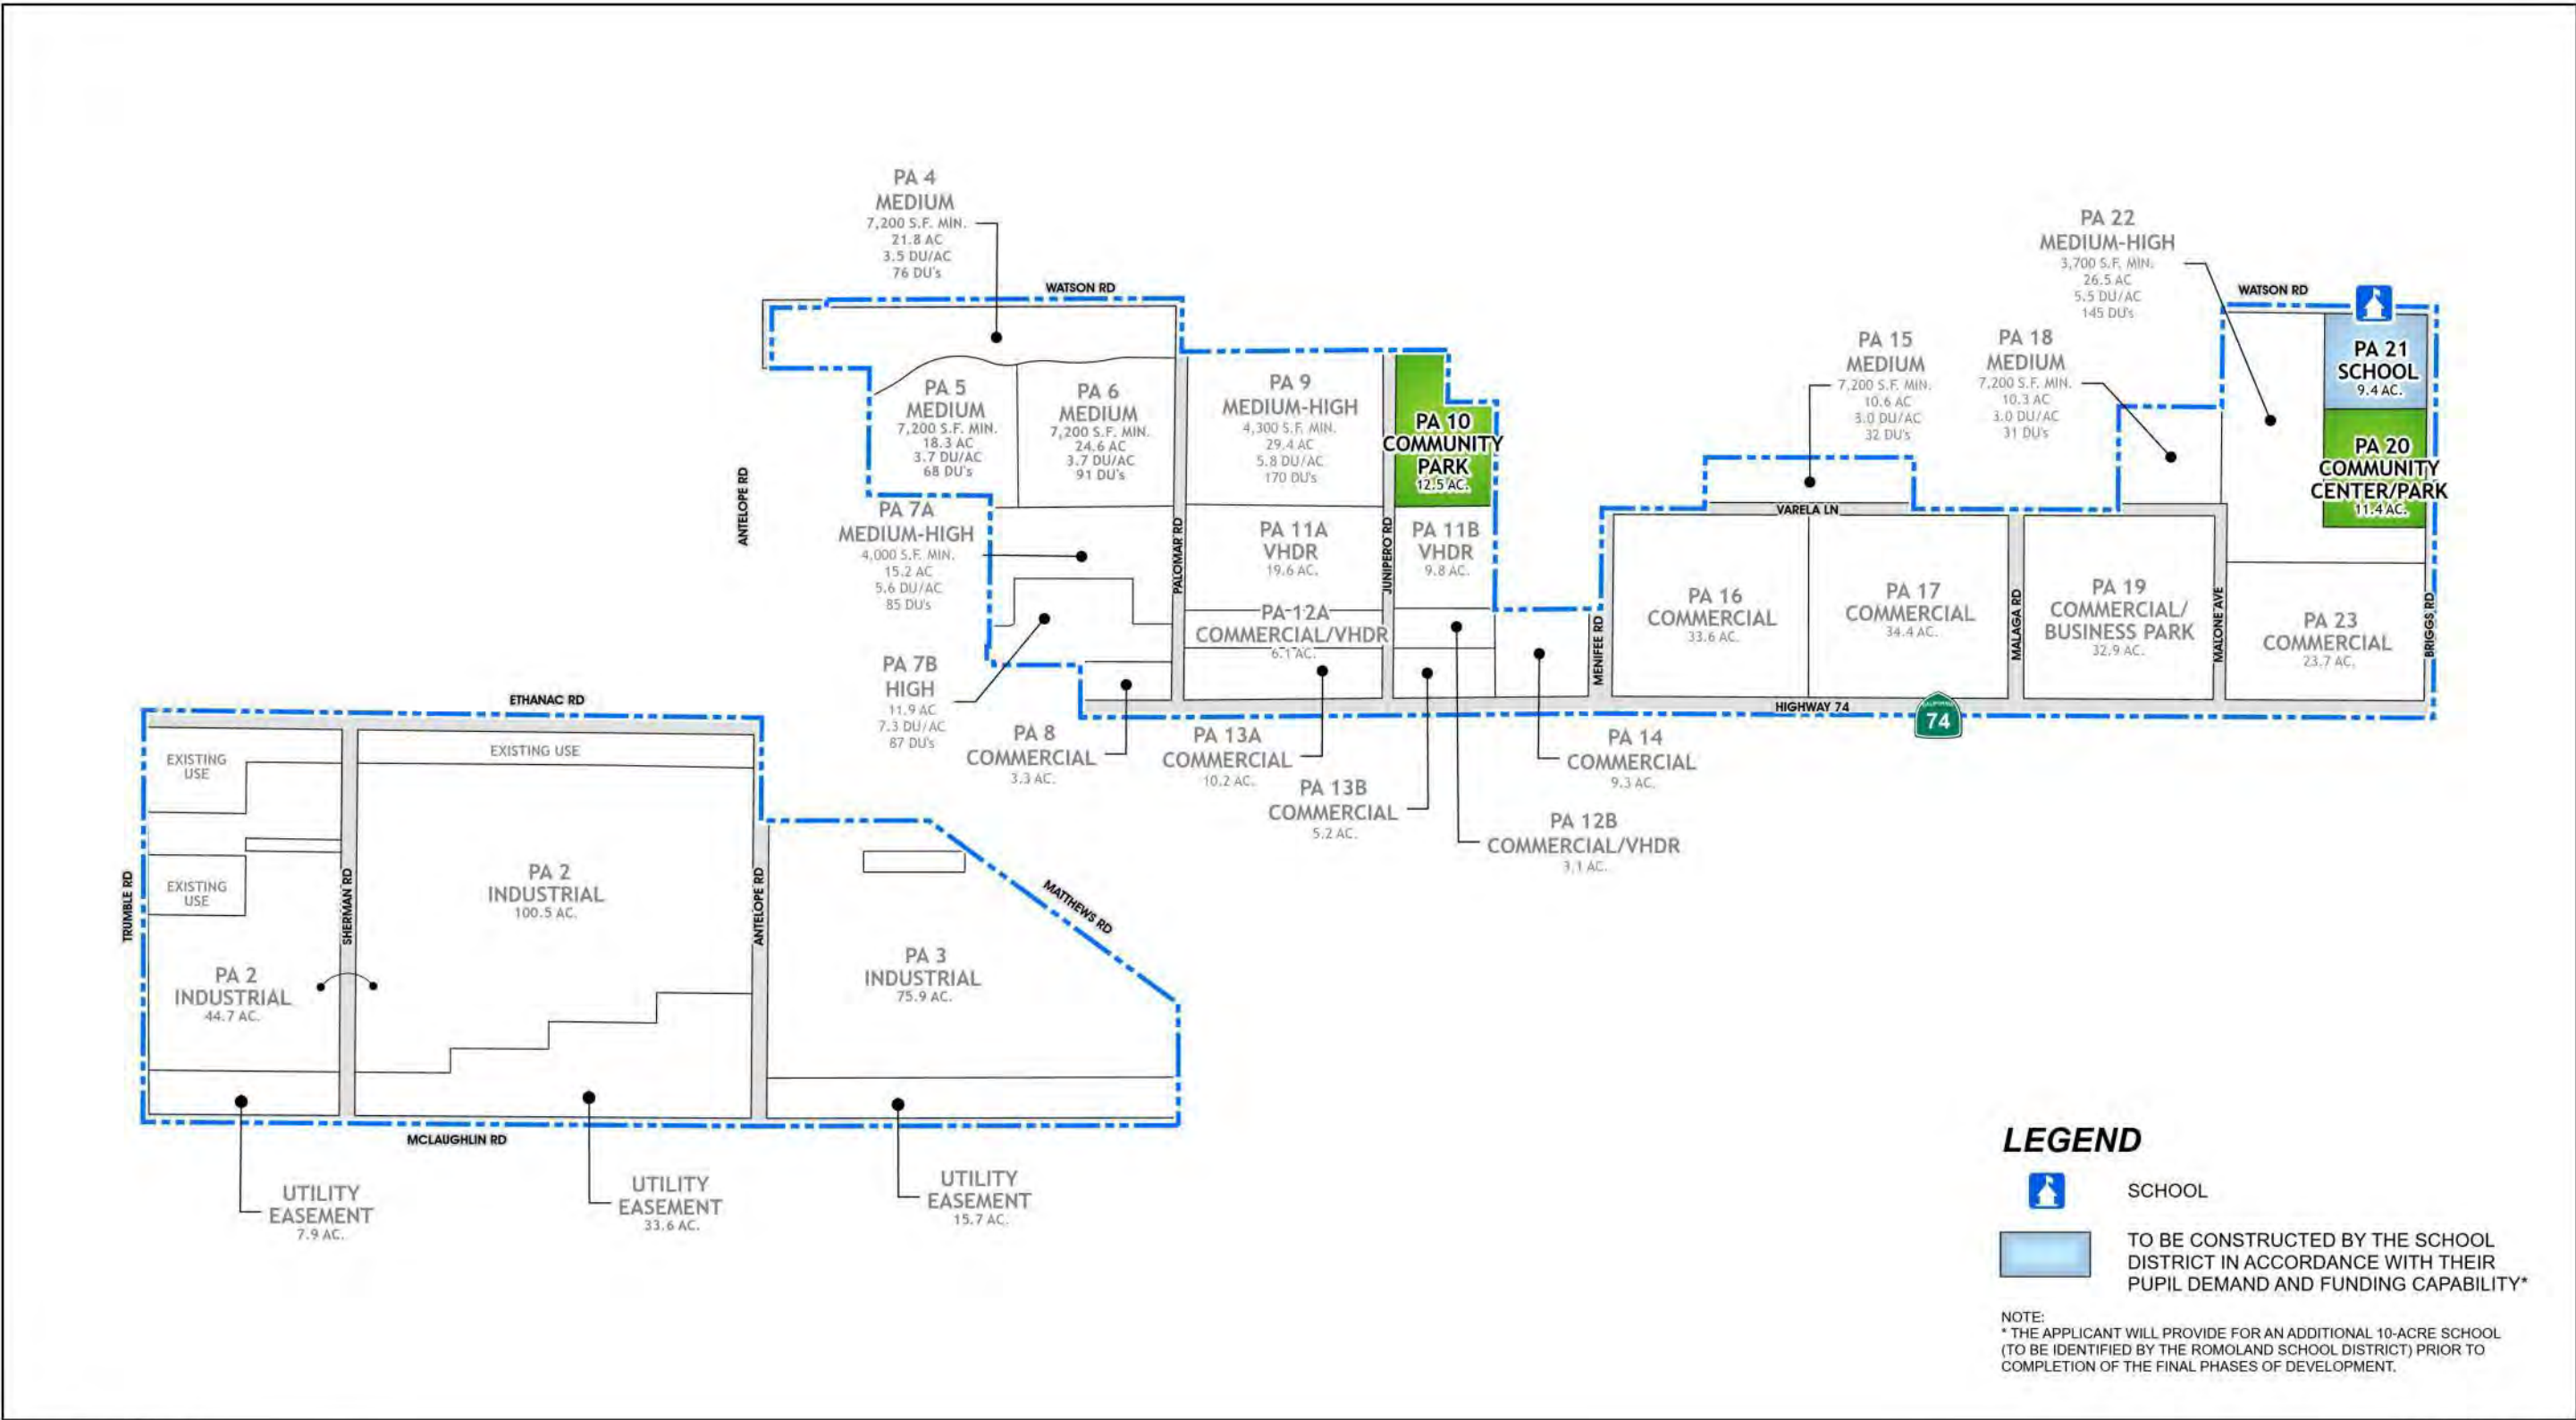 PA 4
MEDIUM
7,200 S.F. MIN.
21.8 AC
3.5 DU/AC
76 DU's
WATSON RD
PA 22
MEDIUM-HIGH
3,700 S.F. MIN.
26.5 AC
5.5 DU/AC
145 DU's
WATSON RD
PA 21
SCHOOL
9.4 AC.
PA 20
COMMUNITY
CENTER/PARK
11.4 AC.
PA 15
MEDIUM
7,200 S.F. MIN.
10.6 AC
3.0 DU/AC
32 DU's
PA 18
MEDIUM
7,200 S.F. MIN.
10.3 AC
3.0 DU/AC
31 DU's
ANTELOPE RD
PA 5
MEDIUM
7,200 S.F. MIN.
18.3 AC
3.7 DU/AC
68 DU's
PA 6
MEDIUM
7,200 S.F. MIN.
24.6 AC
3.7 DU/AC
91 DU's
PA 9
MEDIUM-HIGH
4,300 S.F. MIN.
29.4 AC
5.8 DU/AC
170 DU's
PA 10
COMMUNITY
PARK
12.5 AC.
PA 7A
MEDIUM-HIGH
4,000 S.F. MIN.
15.2 AC
5.6 DU/AC
85 DU's
PALOMAR RD
PA 11A
VHDR
19.6 AC.
JUNIPERO RD
PA 11B
VHDR
9.8 AC.
PA 12A
COMMERCIAL/VHDR
6.1 AC.
VARELA LN
MENIFEE RD
PA 16
COMMERCIAL
33.6 AC.
PA 17
COMMERCIAL
34.4 AC.
MALAGA RD
PA 19
COMMERCIAL/
BUSINESS PARK
32.9 AC.
MALONE AVE
PA 23
COMMERCIAL
23.7 AC.
BRIGGS RD
PA 7B
HIGH
11.9 AC
7.3 DU/AC
87 DU's
PA 8
COMMERCIAL
3.3 AC.
PA 13A
COMMERCIAL
10.2 AC.
PA 13B
COMMERCIAL
5.2 AC.
PA 14
COMMERCIAL
9.3 AC.
PA 12B
COMMERCIAL/VHDR
3.1 AC.
HIGHWAY 74
CALIFORNIA
74
ETHANAC RD
EXISTING
USE
EXISTING USE
EXISTING
USE
TRUMBLE RD
SHERMAN RD
PA 2
INDUSTRIAL
100.5 AC.
ANTELOPE RD
MATTHEWS RD
PA 2
INDUSTRIAL
44.7 AC.
PA 3
INDUSTRIAL
75.9 AC.
MCLAUGHLIN RD
UTILITY
EASEMENT
7.9 AC.
UTILITY
EASEMENT
33.6 AC.
UTILITY
EASEMENT
15.7 AC.
LEGEND
SCHOOL
TO BE CONSTRUCTED BY THE SCHOOL
DISTRICT IN ACCORDANCE WITH THEIR
PUPIL DEMAND AND FUNDING CAPABILITY*
NOTE:
* THE APPLICANT WILL PROVIDE FOR AN ADDITIONAL 10-ACRE SCHOOL
(TO BE IDENTIFIED BY THE ROMOLAND SCHOOL DISTRICT) PRIOR TO
COMPLETION OF THE FINAL PHASES OF DEVELOPMENT.